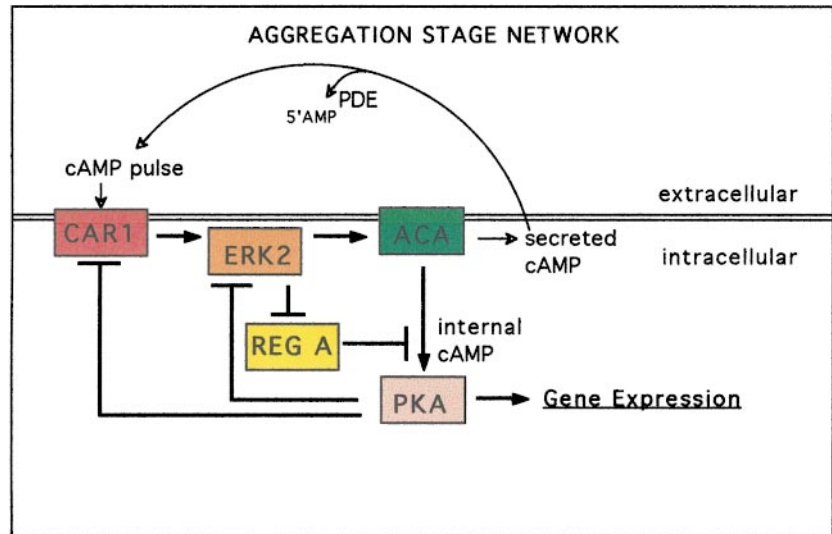 AGGREGATION STAGE NETWORK
PDE
5'AMP
cAMP pulse
extracellular
CAR1
ERK2
ACA
secreted
cAMP
intracellular
REG A
internal
cAMP
PKA
Gene Expression